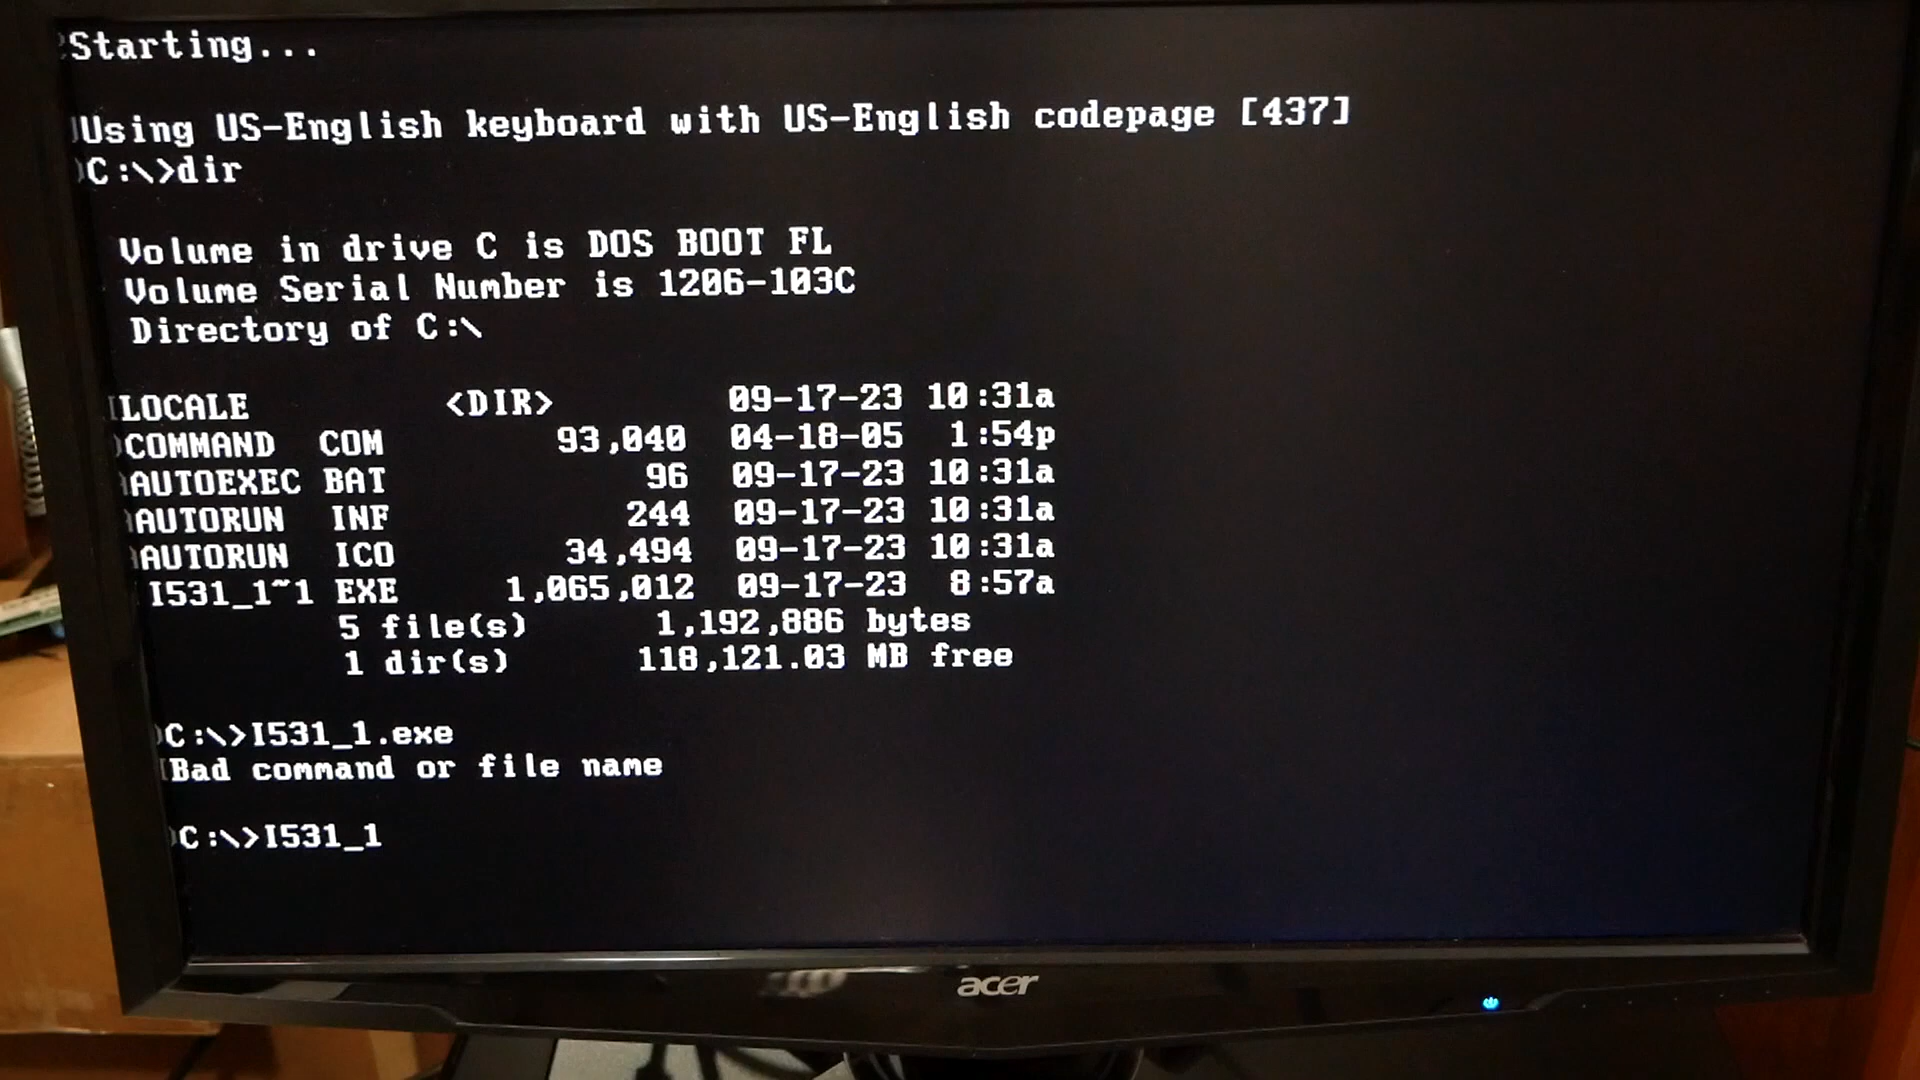 Starting...
Using US-English keyboard with US-English codepage [437]
C:\>dir
Volume in drive C is DOS BOOT FL
Volume Serial Number is 1206-103C
Directory of C:\
LOCALE <DIR> 09-17-23 10:31a
COMMAND COM 93,040 04-18-05 1:54p
AUTOEXEC BAT 96 09-17-23 10:31a
AUTORUN INF 244 09-17-23 10:31a
AUTORUN ICO 34,494 09-17-23 10:31a
I531_1~1 EXE 1,065,012 09-17-23 8:57a
5 file(s) 1,192,886 bytes
1 dir(s) 118,121.03 MB free
C:\>I531_1.exe
Bad command or file name
C:\>I531_1
acer